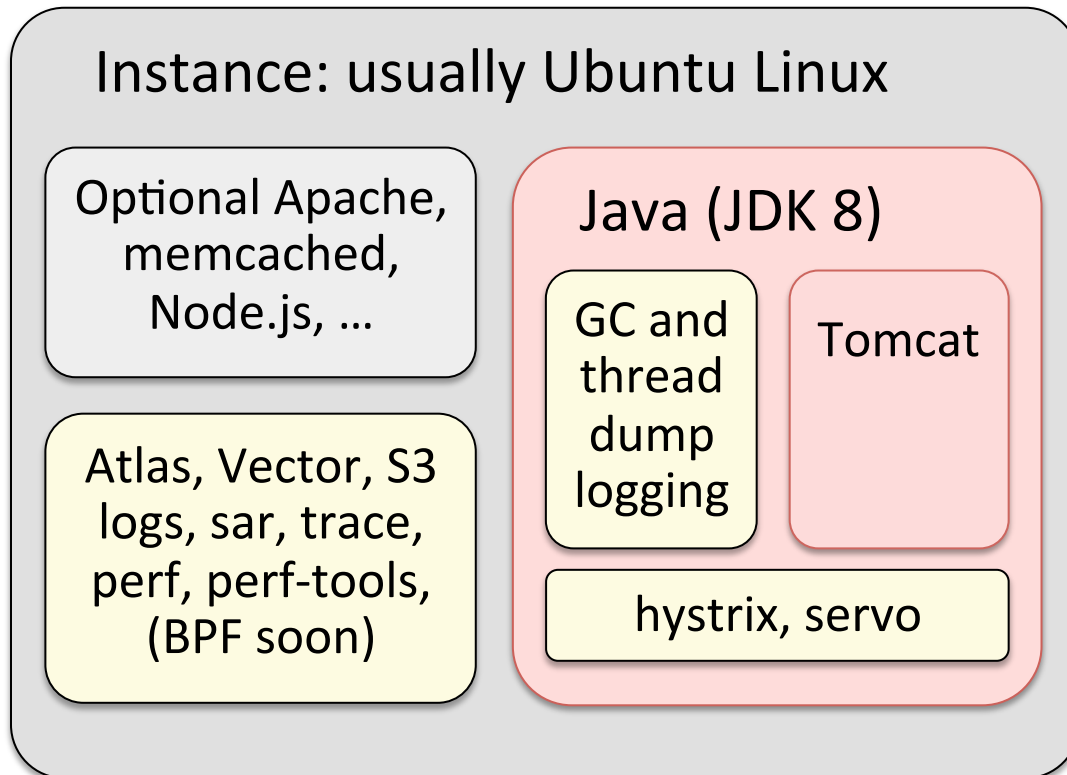 Instance: usually Ubuntu Linux
Optional Apache,
memcached,
Node.js, …
Atlas, Vector, S3
logs, sar, trace,
perf, perf-tools,
(BPF soon)
Java (JDK 8)
GC and
thread
dump
logging
Tomcat
hystrix, servo